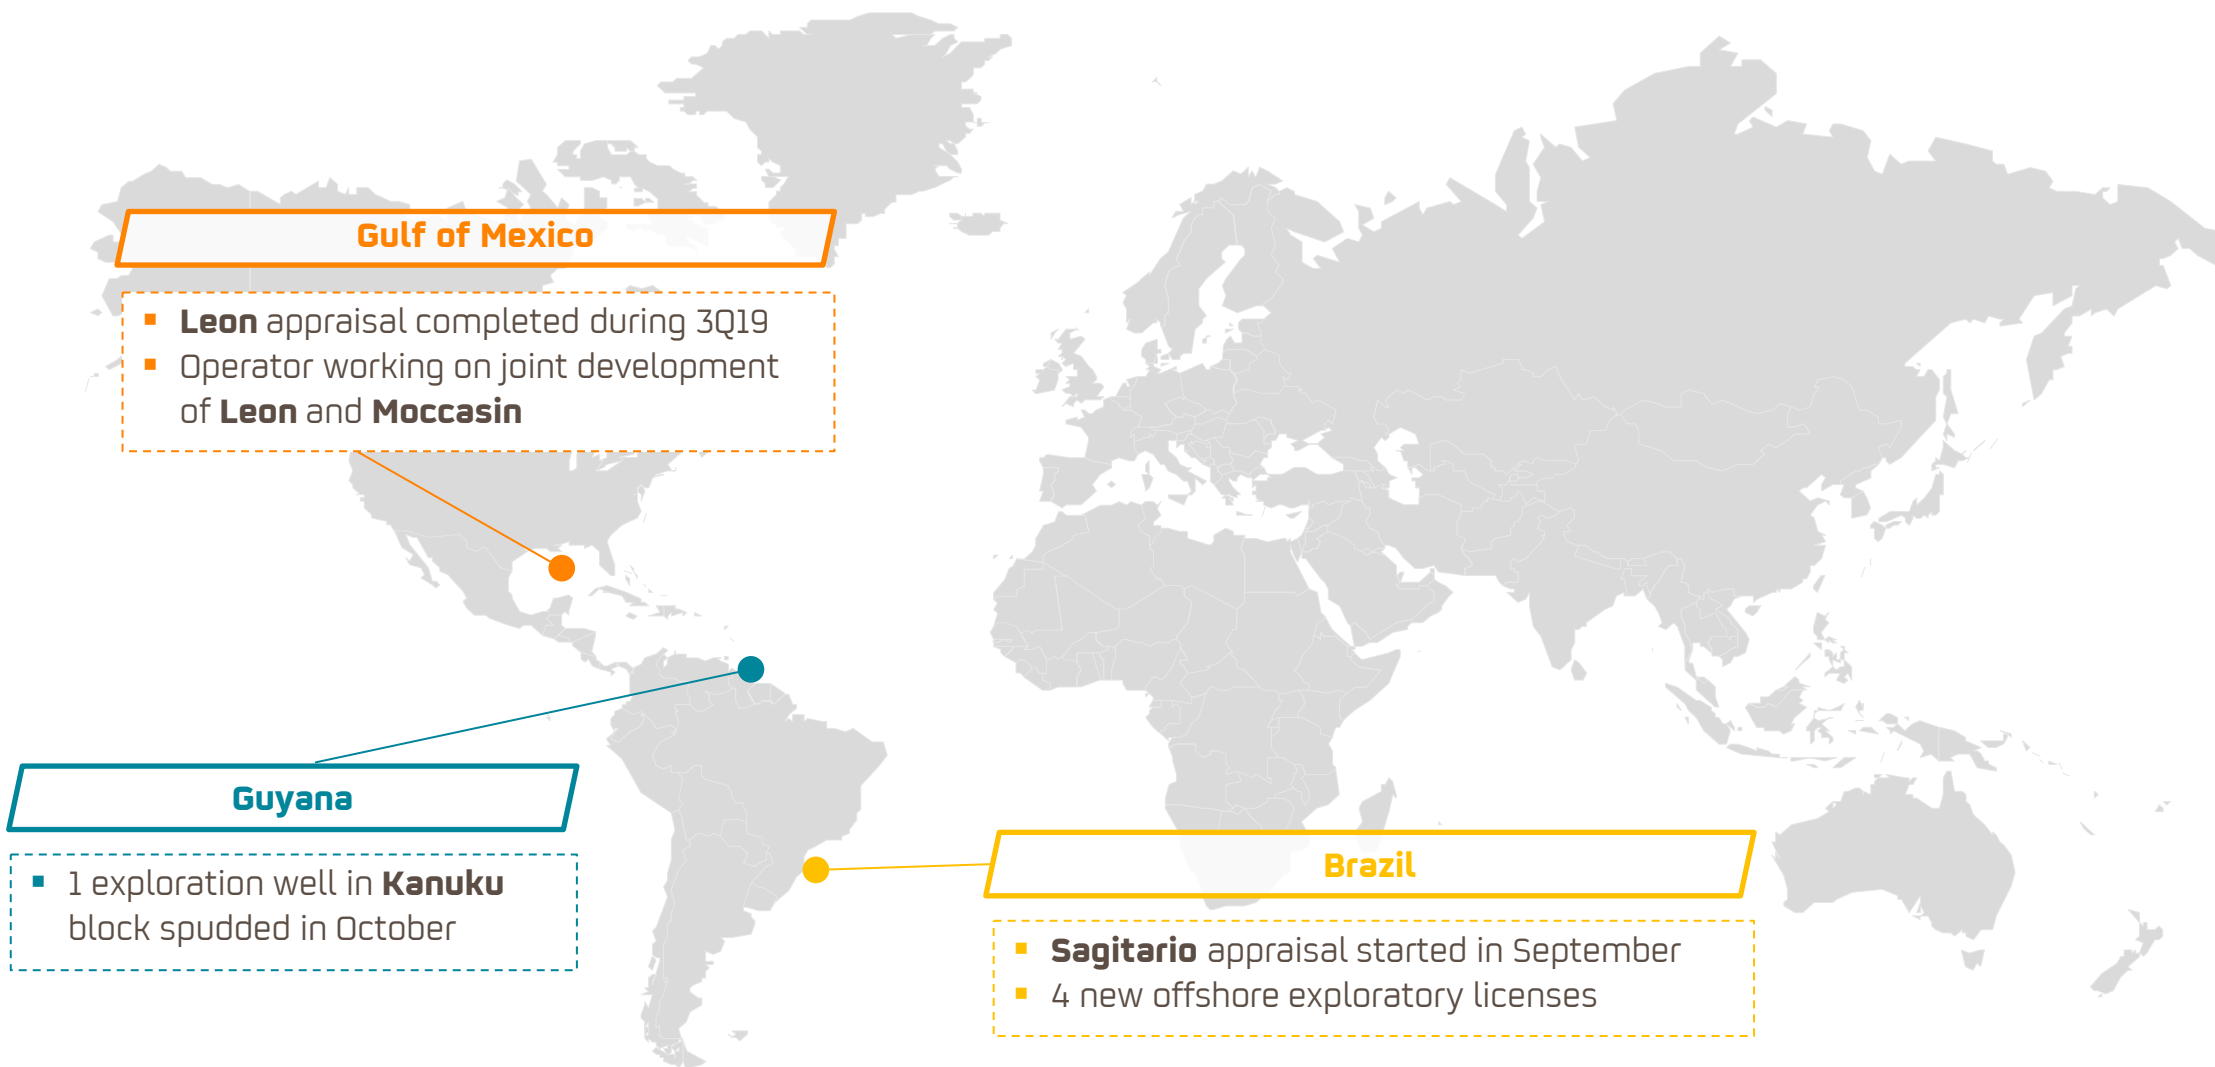 Gulf of Mexico
▪ Leon appraisal completed during 3Q19
▪ Operator working on joint development
of Leon and Moccasin
Guyana
▪ 1 exploration well in Kanuku
block spudded in October
Brazil
▪ Sagitario appraisal started in September
▪ 4 new offshore exploratory licenses